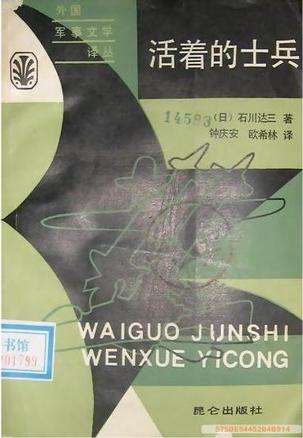 外国
军事文学
译丛
活着的士兵
14593
(日) 石川达三 著
钟庆安 欧希林 译
WAIGUO JUNSHI
WENXUE YICONG
书馆
01799
昆仑出版社
575DE54452B4B914